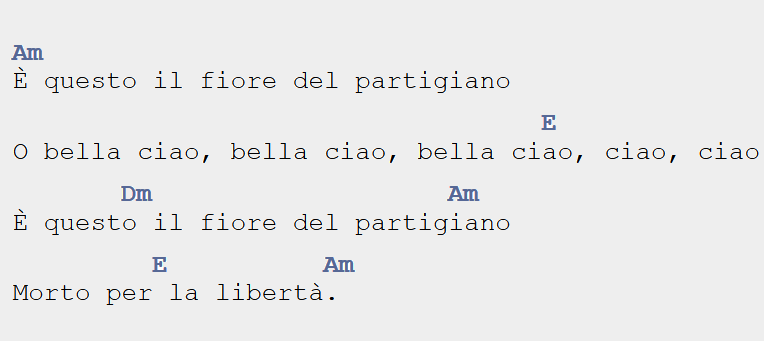 Am
È questo il fiore del partigiano
E
O bella ciao, bella ciao, bella ciao, ciao, ciao
Dm Am
È questo il fiore del partigiano
E Am
Morto per la libertà.